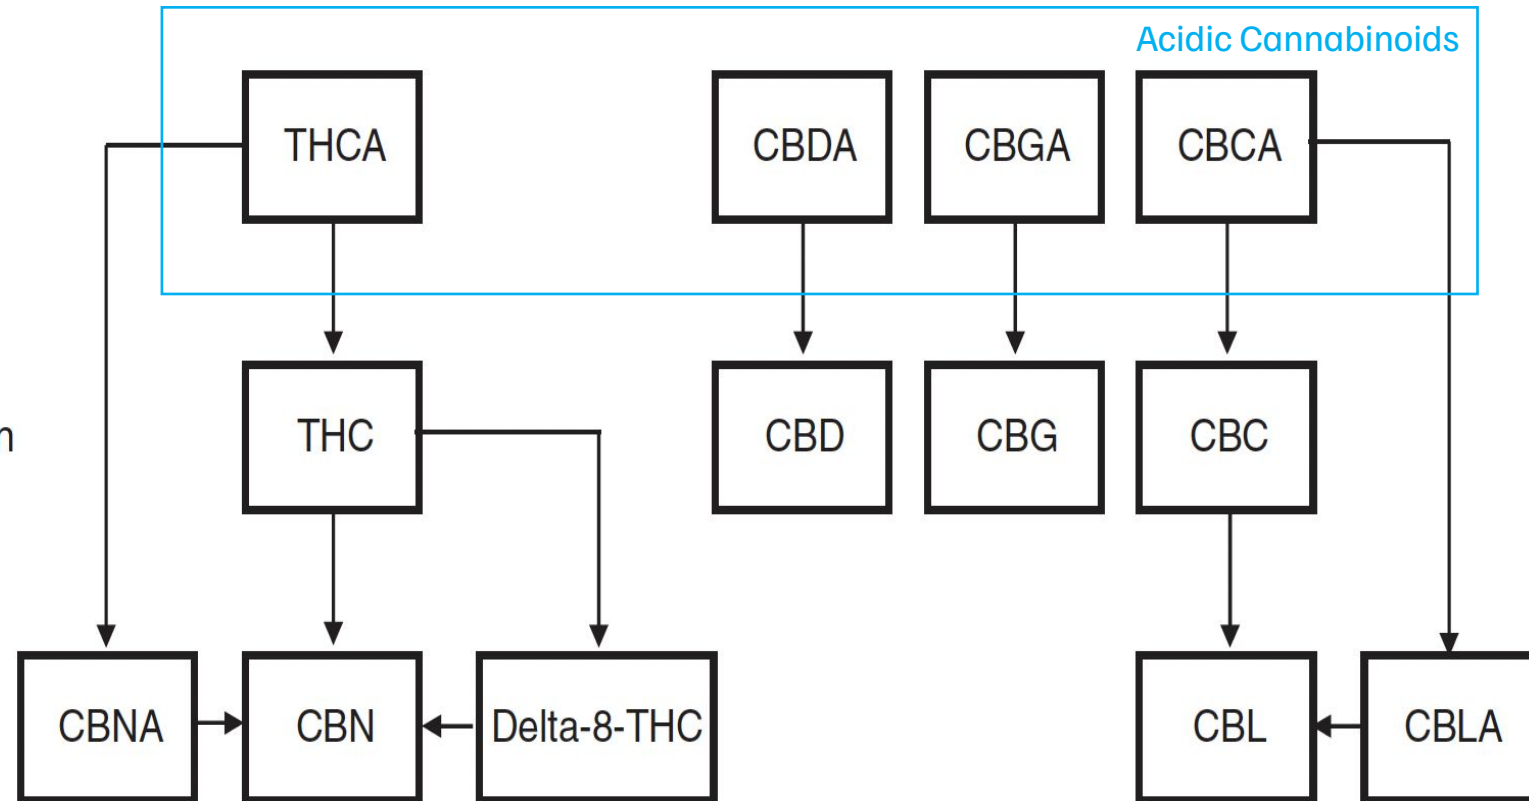 Acidic Cannabinoids
THCA
CBDA
CBGA
CBCA
THC
CBD
CBG
CBC
n
CBNA
CBN
Delta-8-THC
CBL
CBLA